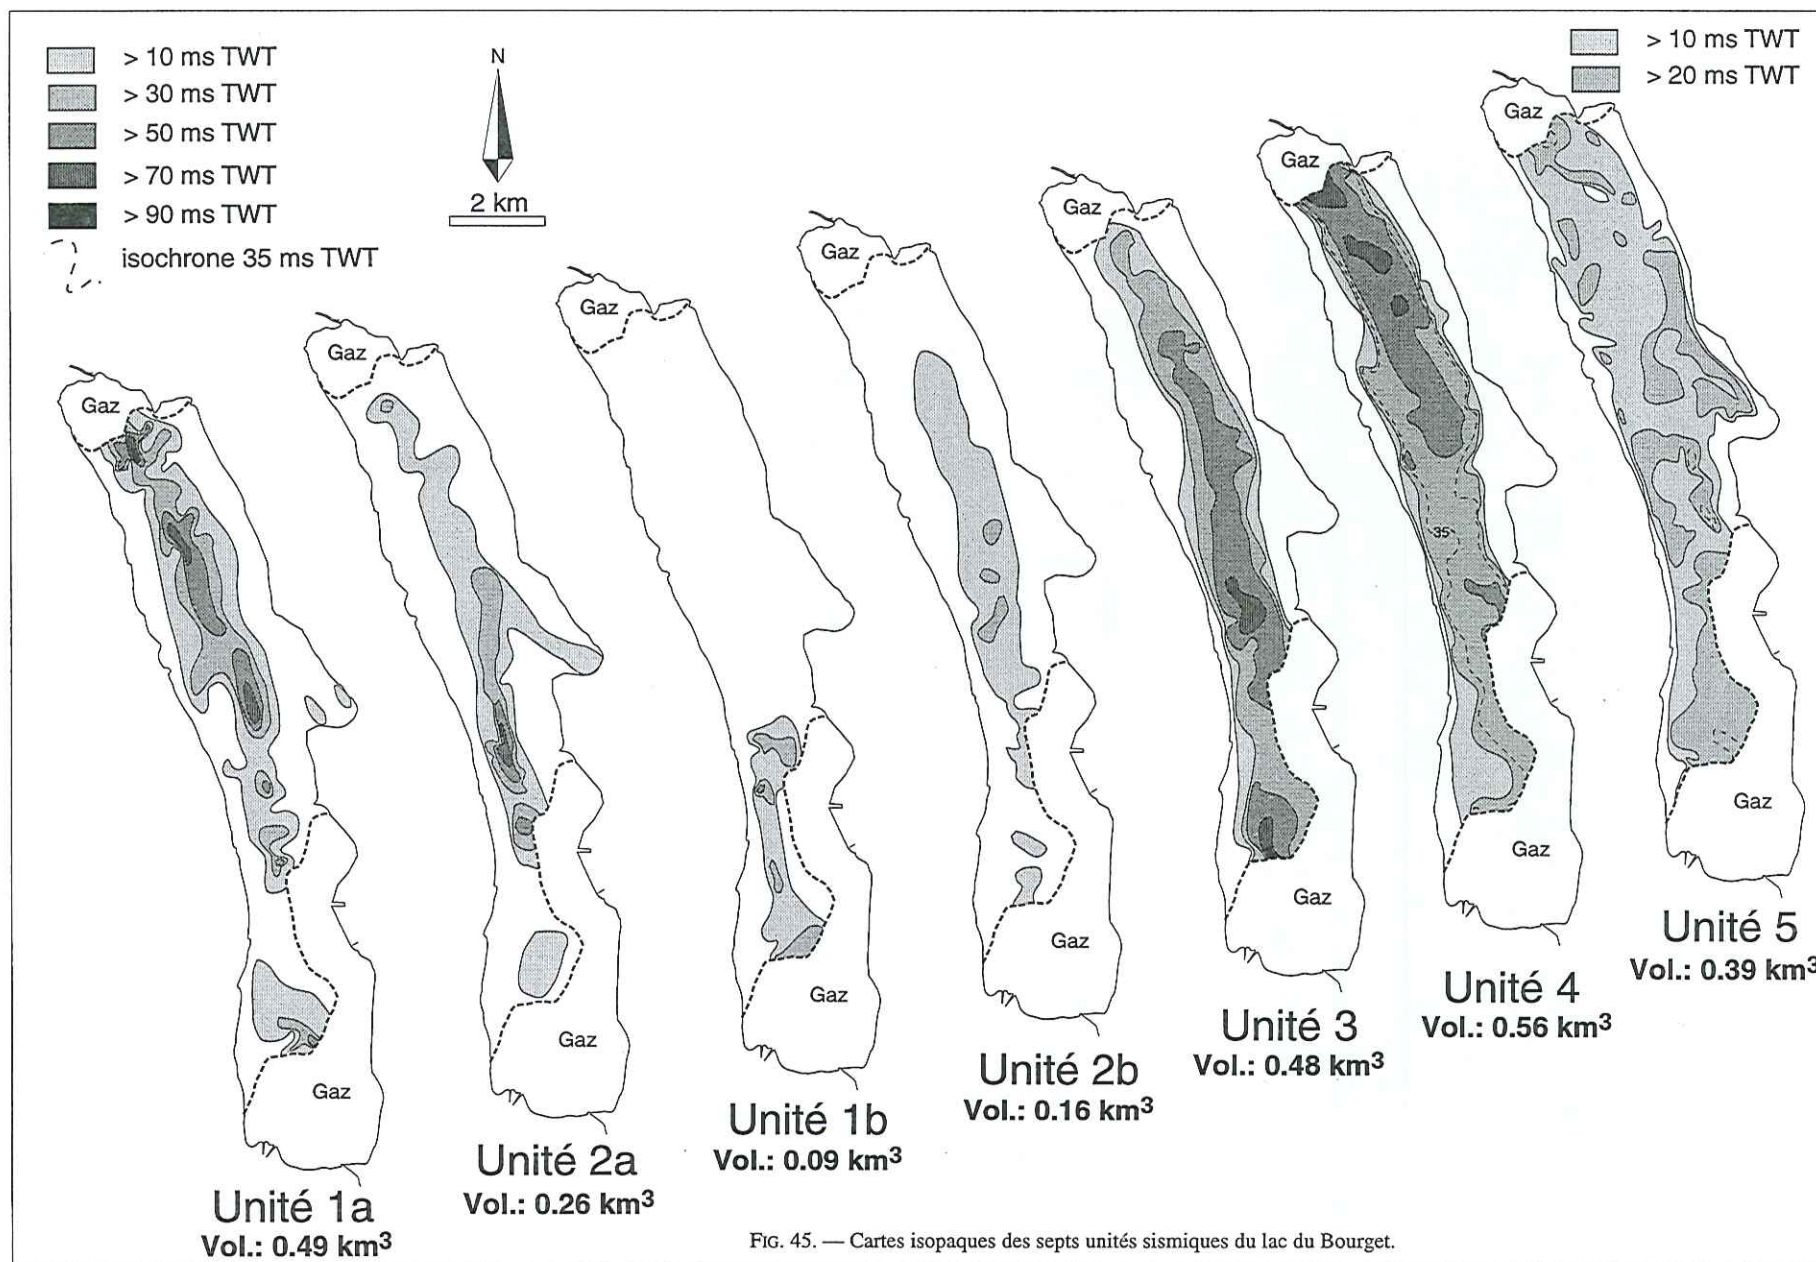 > 10 ms TWT
> 30 ms TWT
> 50 ms TWT
> 70 ms TWT
> 90 ms TWT
isochrone 35 ms TWT
N
2 km
> 10 ms TWT
> 20 ms TWT
Gaz
Gaz
Gaz
Gaz
Gaz
Gaz
Gaz
35
Gaz
Gaz
Gaz
Gaz
Gaz
Gaz
Gaz
Unité 1a
Vol.: 0.49 km³
Unité 2a
Vol.: 0.26 km³
Unité 1b
Vol.: 0.09 km³
Unité 2b
Vol.: 0.16 km³
Unité 3
Vol.: 0.48 km³
Unité 4
Vol.: 0.56 km³
Unité 5
Vol.: 0.39 km³
FIG. 45. — Cartes isopaques des septs unités sismiques du lac du Bourget.